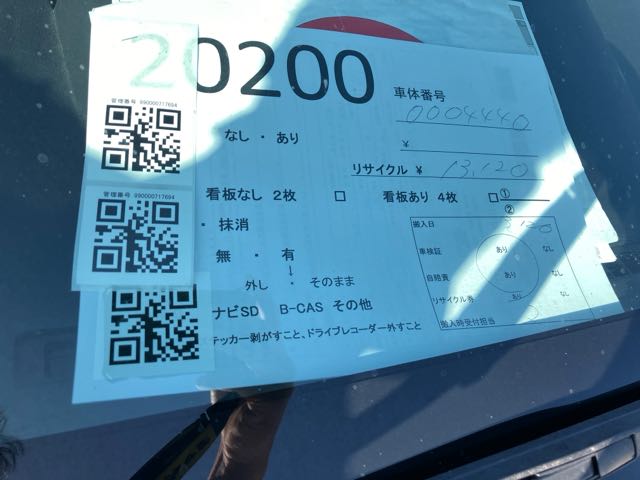 20200
管理番号 990000717694
車体番号
0004440
なし ・ あり
¥
リサイクル ¥ 13,120
管理番号 990000717694
看板なし 2枚 □ 看板あり 4枚 □①
②
・ 抹消
搬入日
無 ・ 有
車検証 あり なし
↓
外し ・ そのまま
自賠責 あり なし
ナビSD B-CAS その他
リサイクル券 あり なし
テッカー剥がすこと、ドライブレコーダー外すこと
搬入時受付担当